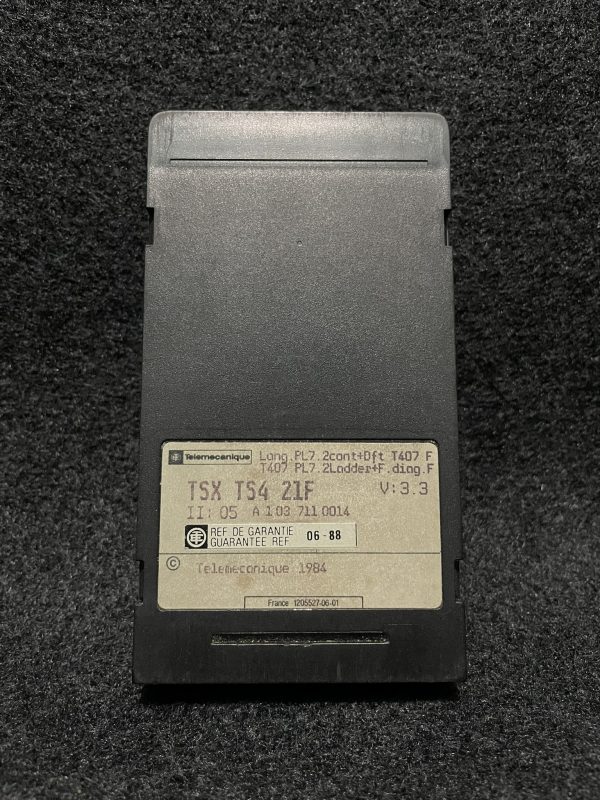 Telemecanique Lang.PL7.2cont+Dft T407 F
T407 PL7.2Ladder+F.diag.F
TSX TS4 21F V:3.3
II: 05 A 1 03 711 0014
REF DE GARANTIE
GUARANTEE REF. 06-88
© Telemecanique 1984
France 1205527-06-01